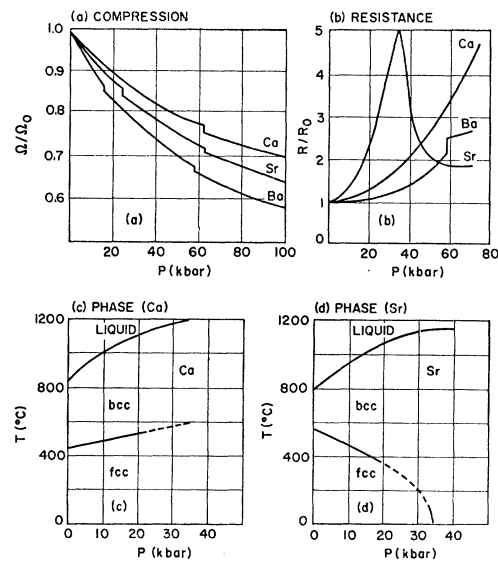 (a) COMPRESSION
1.0
0.9
0.8
0.7
0.6
Ω/Ω₀
Ca
Sr
Ba
(a)
20 40 60 80 100
P (kbar)
(b) RESISTANCE
5
4
3
2
1
0
R/R₀
Ca
Ba
Sr
(b)
0 20 40 60 80
P (kbar)
(c) PHASE (Ca)
1200
800
400
0
T (°C)
LIQUID
Ca
bcc
fcc
(c)
0 10 20 30 40
P (kbar)
(d) PHASE (Sr)
1200
800
400
0
T (°C)
LIQUID
Sr
bcc
fcc
(d)
0 10 20 30 40
P (kbar)